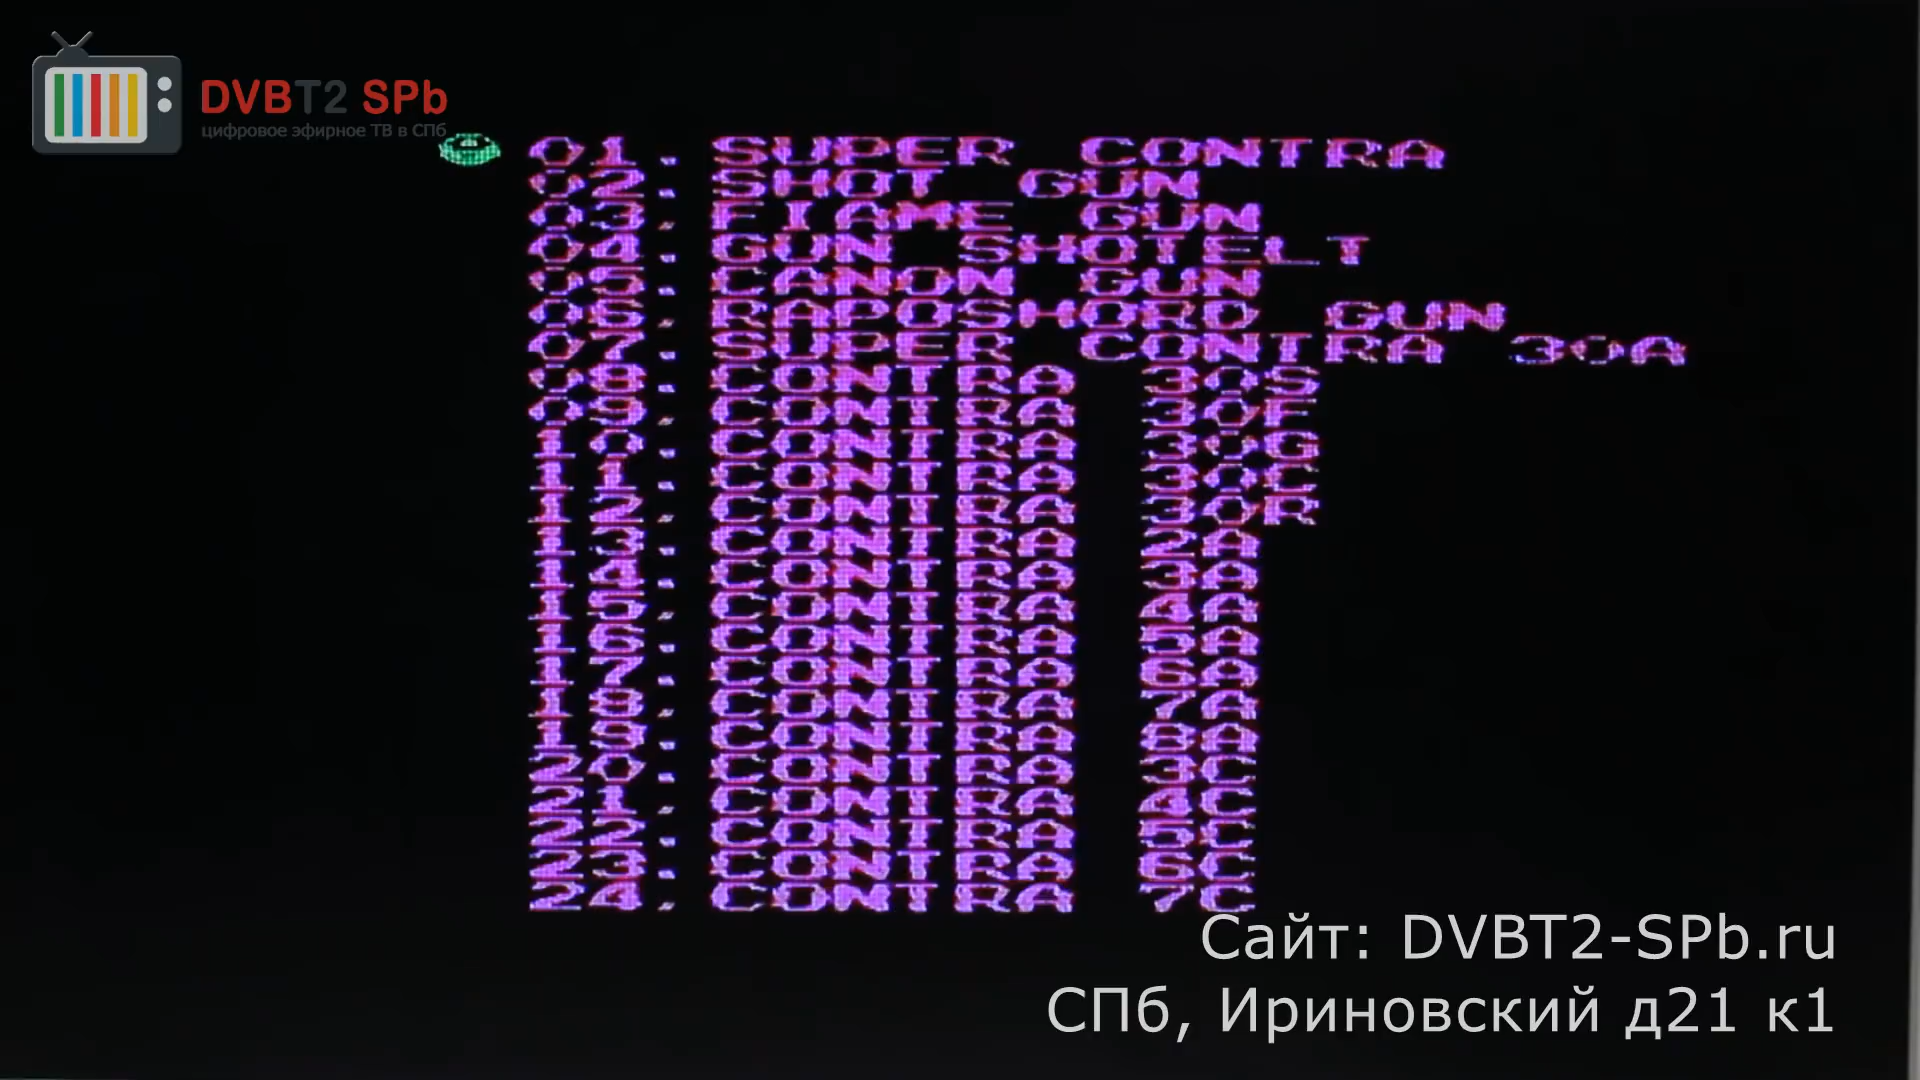 DVBT2 SPb
цифровое эфирное ТВ в СПб
01. SUPER CONTRA
02. SHOT GUN
03. FIAME GUN
04. GUN SHOTELT
05. CANON GUN
06. RAPOSHORD GUN
07. SUPER CONTRA 30A
08. CONTRA 30S
09. CONTRA 30F
10. CONTRA 30G
11. CONTRA 30C
12. CONTRA 30R
13. CONTRA 2A
14. CONTRA 3A
15. CONTRA 4A
16. CONTRA 5A
17. CONTRA 6A
18. CONTRA 7A
19. CONTRA 8A
20. CONTRA 3C
21. CONTRA 4C
22. CONTRA 5C
23. CONTRA 6C
24. CONTRA 7C
Сайт: DVBT2-SPb.ru
СПб, Ириновский д21 к1